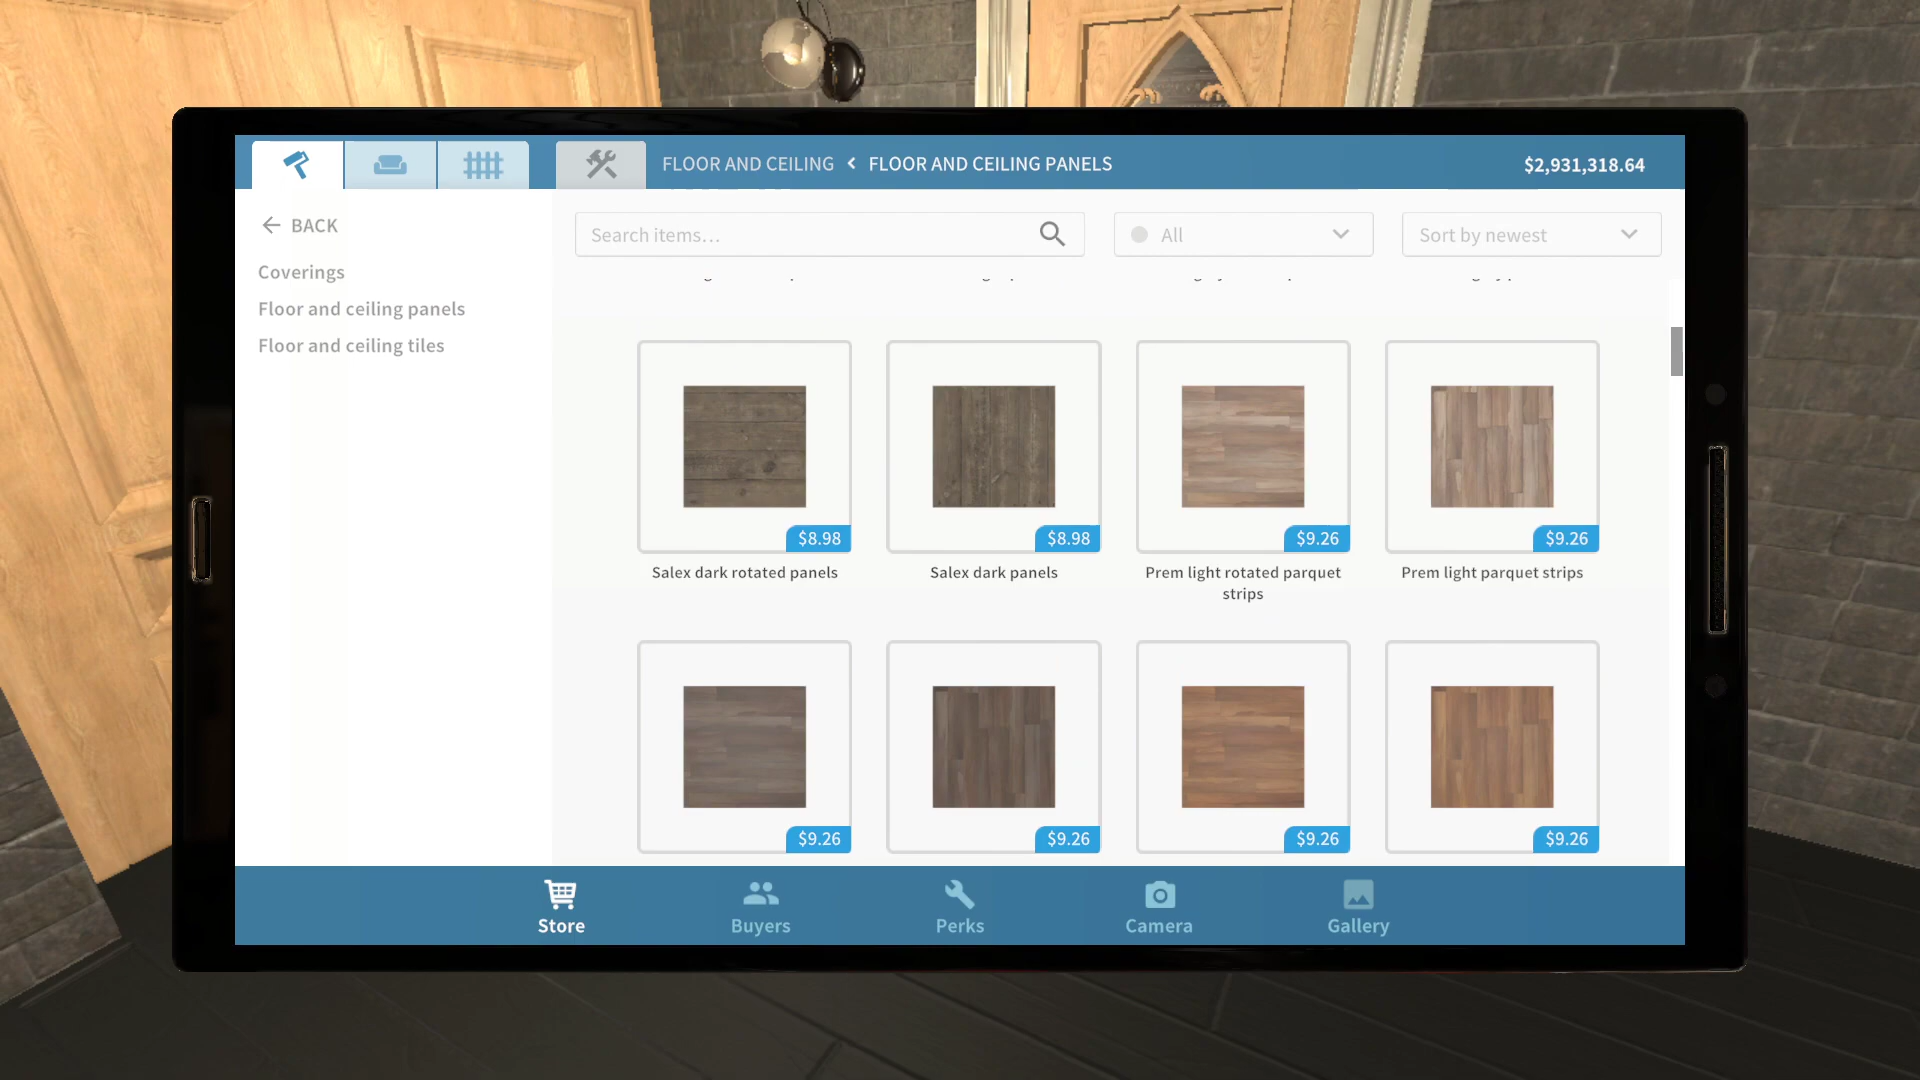 FLOOR AND CEILING < FLOOR AND CEILING PANELS
$2,931,318.64
BACK
Search items...
All
Sort by newest
Coverings
Floor and ceiling panels
Floor and ceiling tiles
$8.98
$8.98
$9.26
$9.26
Salex dark rotated panels
Salex dark panels
Prem light rotated parquet
strips
Prem light parquet strips
$9.26
$9.26
$9.26
$9.26
Store
Buyers
Perks
Camera
Gallery